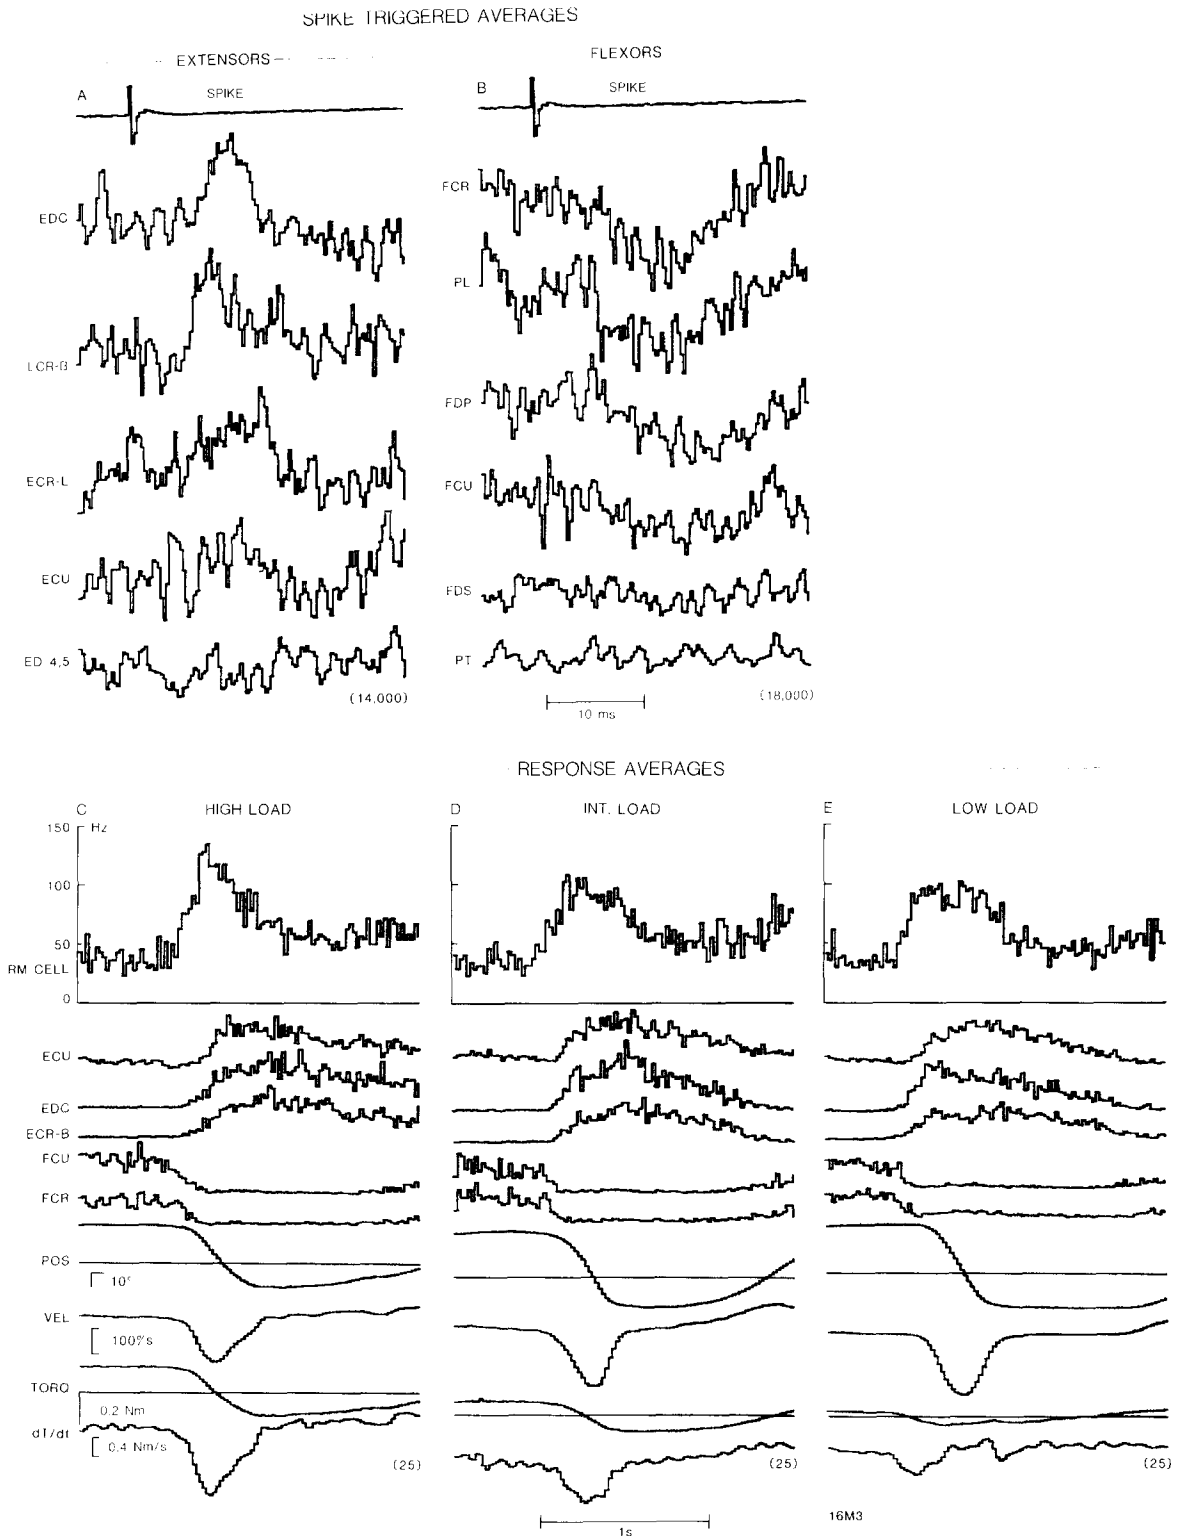 SPIKE TRIGGERED AVERAGES
EXTENSORS
FLEXORS
A
SPIKE
B
SPIKE
EDC
LCR-B
ECR-L
ECU
ED 4,5
(14,000)
FCR
PL
FDP
FCU
FDS
PT
10 ms
(18,000)
RESPONSE AVERAGES
C
HIGH LOAD
D
INT. LOAD
E
LOW LOAD
150
Hz
100
50
RM CELL
0
ECU
EDC
ECR-B
FCU
FCR
POS
10°
VEL
100°/s
TORQ
0.2 Nm
dT/dt
0.4 Nm/s
(25)
(25)
(25)
1s
16M3